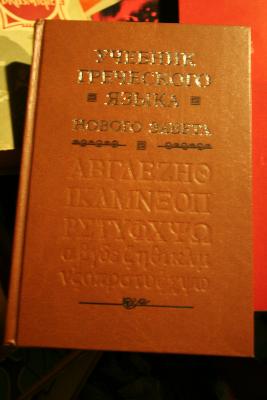 УЧЕБНИК
ГРЕЧЕСКОГО
ЯЗЫКА
НОВОГО ЗАВЕТА
ΑΒΓΔΕΖΗΘ
ΙΚΛΜΝΞΟΠ
ΡΣΤΥΦΧΨΩ
αβγδεζηθικλμ
νξοπρστυφχψω